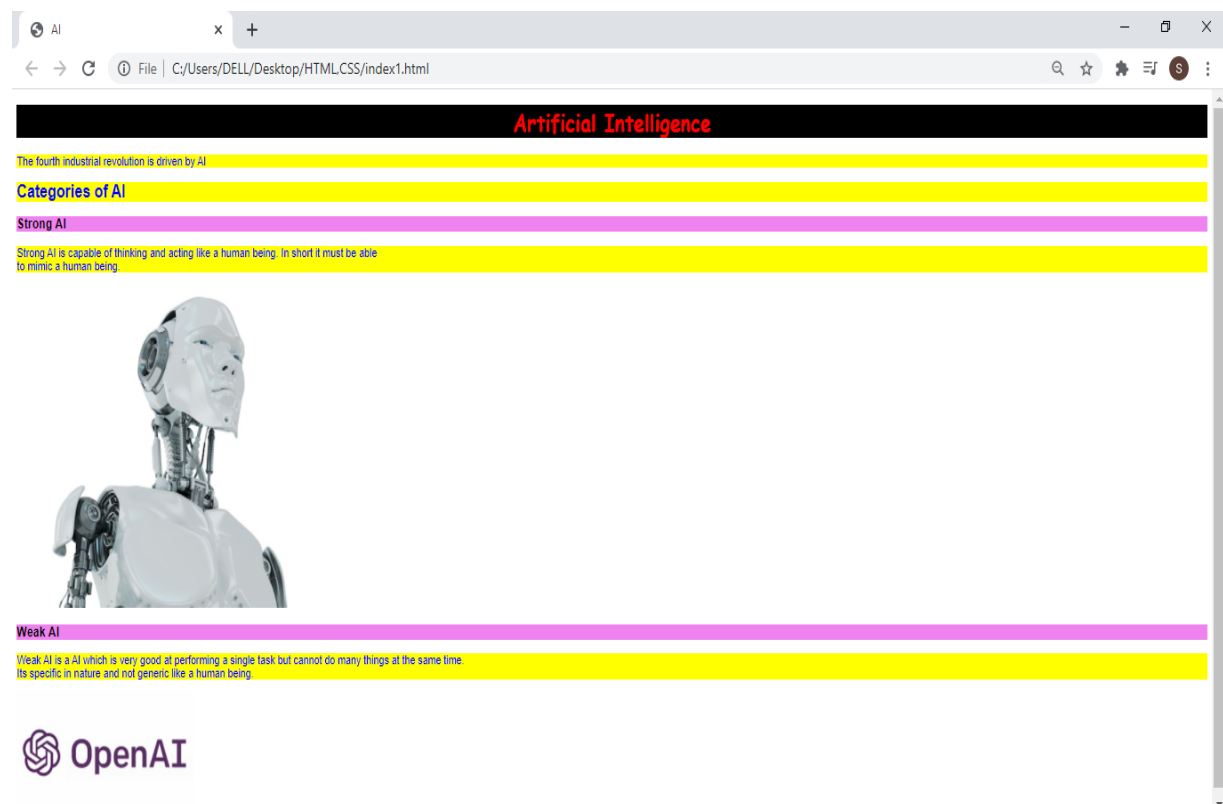 AI
File
C:/Users/DELL/Desktop/HTML,CSS/index1.html
S
Artificial Intelligence
The fourth industrial revolution is driven by AI
Categories of AI
Strong AI
Strong AI is capable of thinking and acting like a human being. In short it must be able
to mimic a human being.
Weak AI
Weak AI is a AI which is very good at performing a single task but cannot do many things at the same time.
Its specific in nature and not generic like a human being.
OpenAI